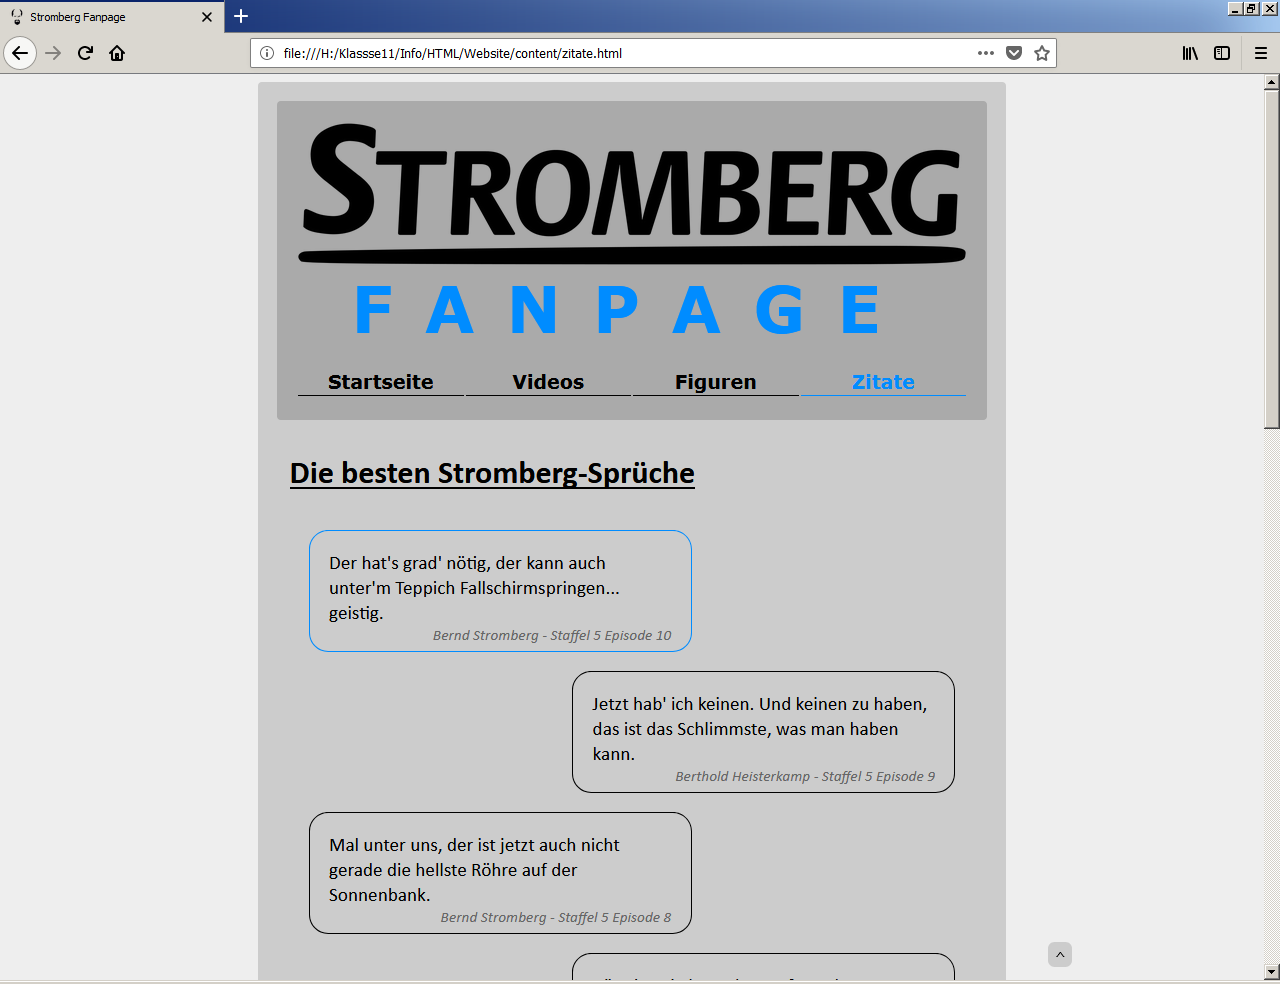 Stromberg Fanpage
file:///H:/Klassse11/Info/HTML/Website/content/zitate.html
STROMBERG
FANPAGE
Startseite Videos Figuren Zitate
Die besten Stromberg-Sprüche
Der hat's grad' nötig, der kann auch
unter'm Teppich Fallschirmspringen...
geistig.
Bernd Stromberg - Staffel 5 Episode 10
Jetzt hab' ich keinen. Und keinen zu haben,
das ist das Schlimmste, was man haben
kann.
Berthold Heisterkamp - Staffel 5 Episode 9
Mal unter uns, der ist jetzt auch nicht
gerade die hellste Röhre auf der
Sonnenbank.
Bernd Stromberg - Staffel 5 Episode 8